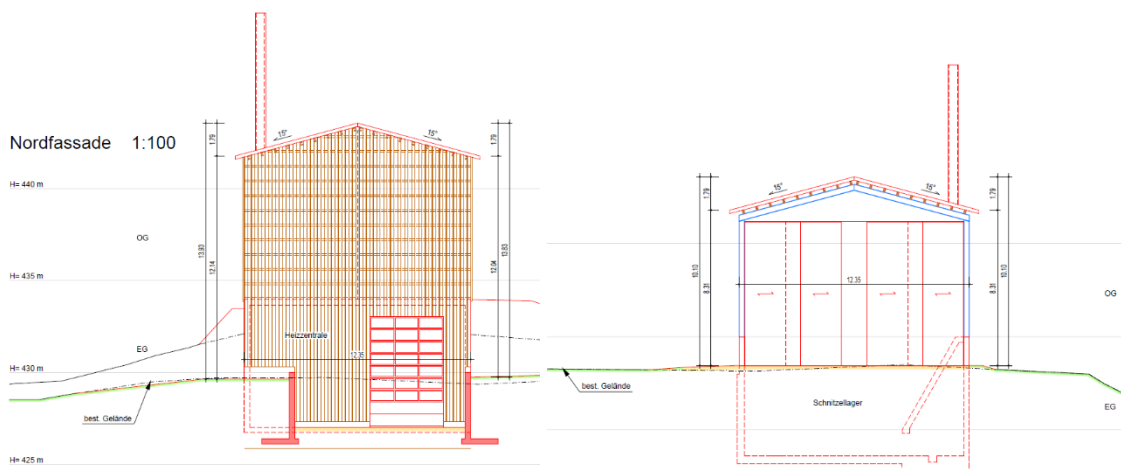 Nordfassade 1:100
15°
15°
1.79
1.79
H= 440 m
OG
13.93
12.14
12.04
13.83
H= 435 m
Heizzentrale
EG
12.35
H= 430 m
best. Gelände
H= 425 m
15°
15°
1.79
1.79
10.10
8.31
12.35
8.31
10.10
OG
best. Gelände
Schnitzellager
EG